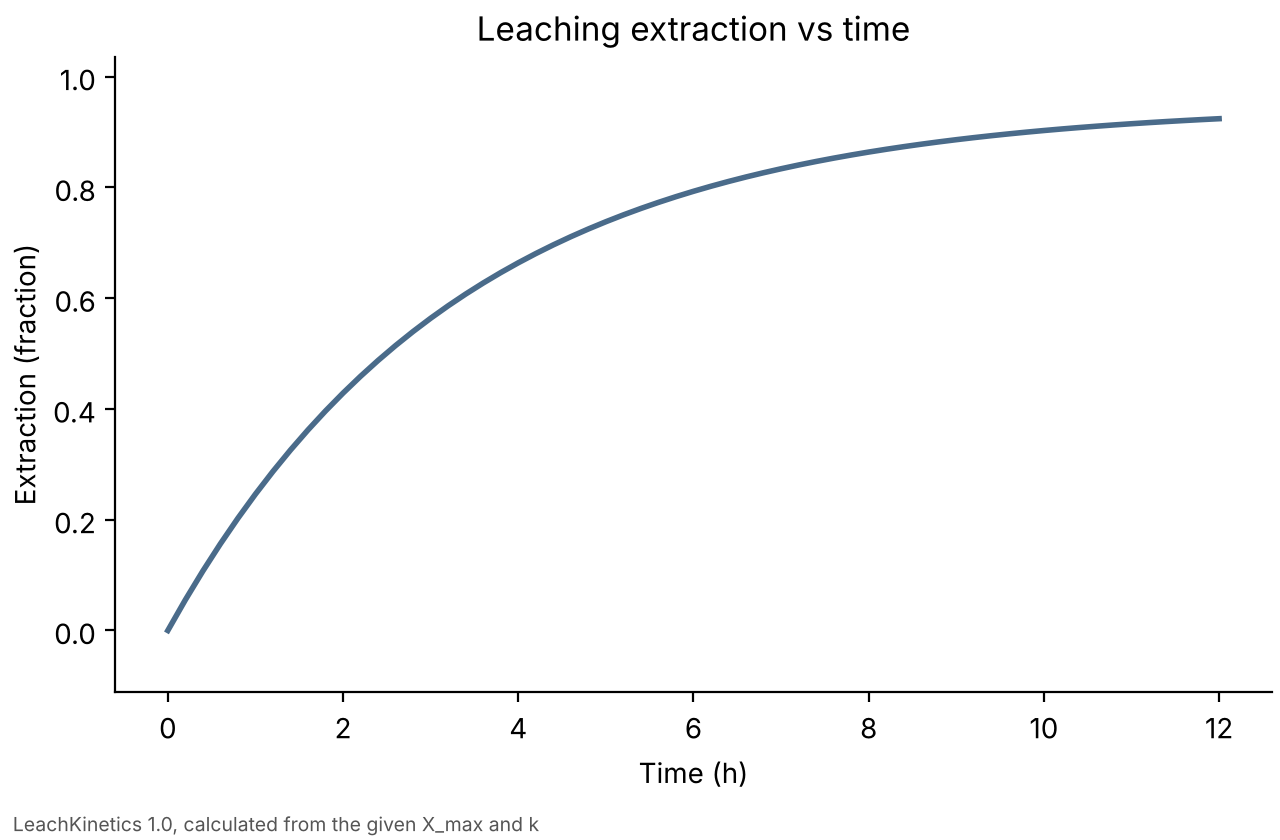 Leaching extraction vs time
1.0
0.8
0.6
0.4
0.2
0.0
Extraction (fraction)
0 2 4 6 8 10 12
Time (h)
LeachKinetics 1.0, calculated from the given X_max and k